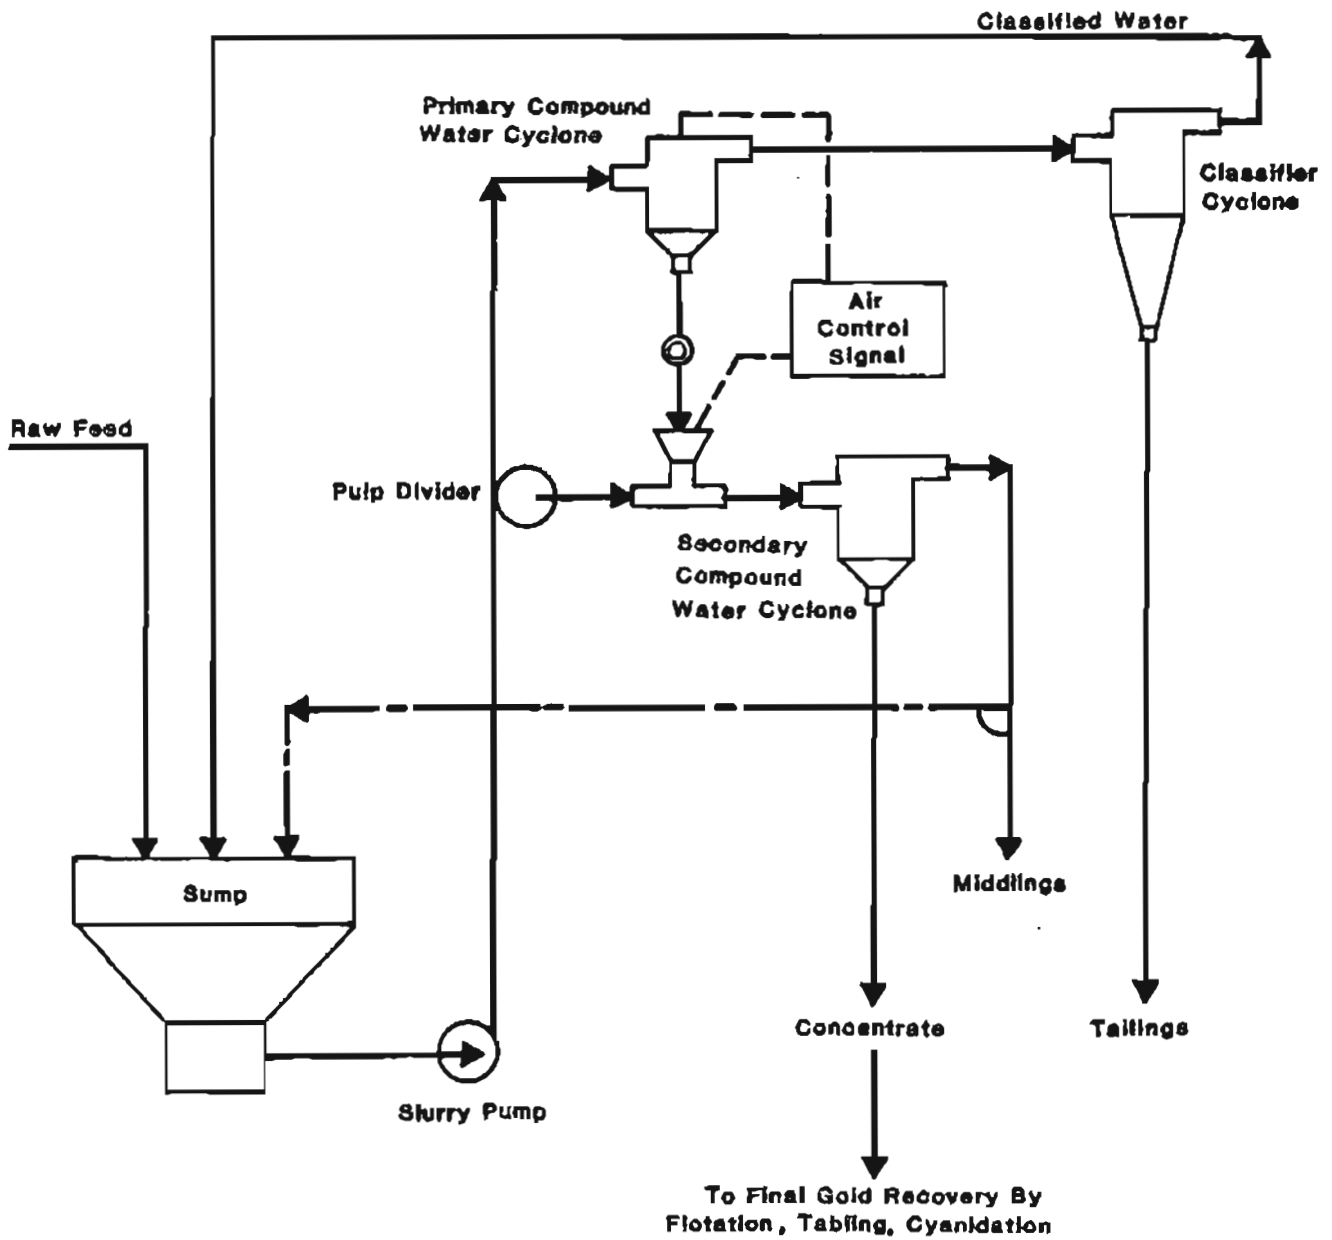 Classified Water
Primary Compound
Water Cyclone
Classifier
Cyclone
Air
Control
Signal
Raw Feed
Pulp Divider
Secondary
Compound
Water Cyclone
Sump
Middlings
Concentrate
Tailings
Slurry Pump
To Final Gold Recovery By
Flotation, Tabling, Cyanidation